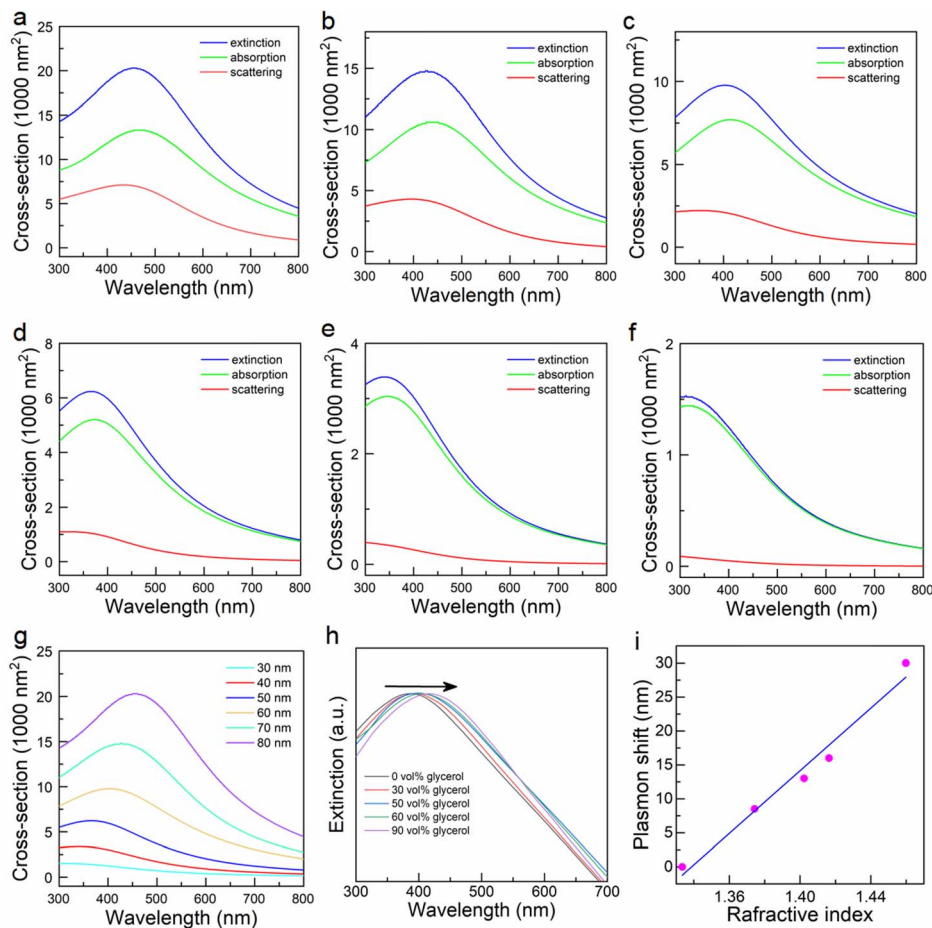 a
25
20
15
10
5
0
Cross-section (1000 nm²)
extinction
absorption
scattering
300 400 500 600 700 800
Wavelength (nm)
b
15
10
5
0
Cross-section (1000 nm²)
extinction
absorption
scattering
300 400 500 600 700 800
Wavelength (nm)
c
10
5
0
Cross-section (1000 nm²)
extinction
absorption
scattering
300 400 500 600 700 800
Wavelength (nm)
d
8
6
4
2
0
Cross-section (1000 nm²)
extinction
absorption
scattering
300 400 500 600 700 800
Wavelength (nm)
e
4
2
0
Cross-section (1000 nm²)
extinction
absorption
scattering
300 400 500 600 700 800
Wavelength (nm)
f
2
1
0
Cross-section (1000 nm²)
extinction
absorption
scattering
300 400 500 600 700 800
Wavelength (nm)
g
25
20
15
10
5
0
Cross-section (1000 nm²)
30 nm
40 nm
50 nm
60 nm
70 nm
80 nm
300 400 500 600 700 800
Wavelength (nm)
h
Extinction (a.u.)
0 vol% glycerol
30 vol% glycerol
50 vol% glycerol
60 vol% glycerol
90 vol% glycerol
300 400 500 600 700
Wavelength (nm)
i
30
25
20
15
10
5
0
Plasmon shift (nm)
1.36 1.40 1.44
Rafractive index